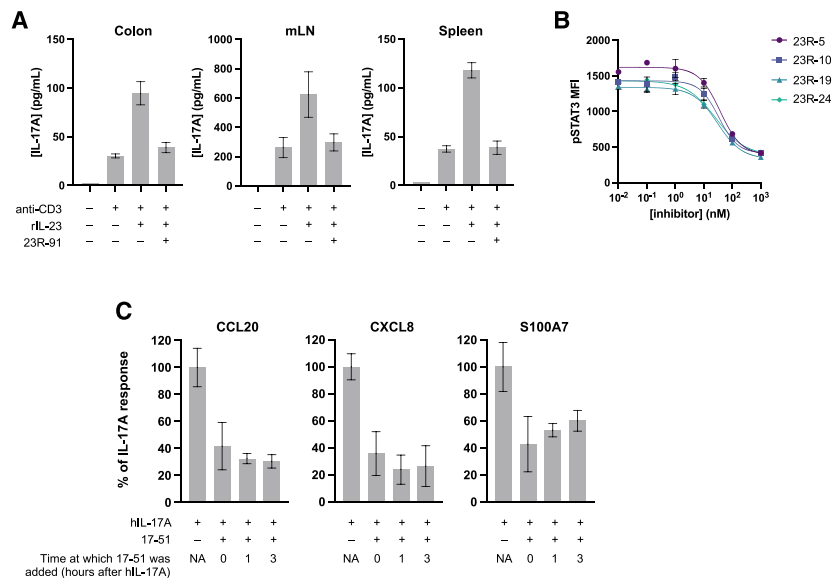 A
Colon
mLN
Spleen
[IL-17A] (pg/mL)
150
100
50
0
[IL-17A] (pg/mL)
1000
800
600
400
200
0
[IL-17A] (pg/mL)
150
100
50
0
anti-CD3 – + + + – + + + – + + +
rIL-23 – – + + – – + + – – + +
23R-91 – – – + – – – + – – – +
B
pSTAT3 MFI
2000
1500
1000
500
0
10-2 10-1 100 101 102 103
[inhibitor] (nM)
23R-5
23R-10
23R-19
23R-24
C
CCL20
CXCL8
S100A7
% of IL-17A response
120
100
80
60
40
20
0
120
100
80
60
40
20
0
120
100
80
60
40
20
0
hIL-17A + + + + + + + + + + + +
17-51 – + + + – + + + – + + +
Time at which 17-51 was
added (hours after hIL-17A)
NA 0 1 3 NA 0 1 3 NA 0 1 3